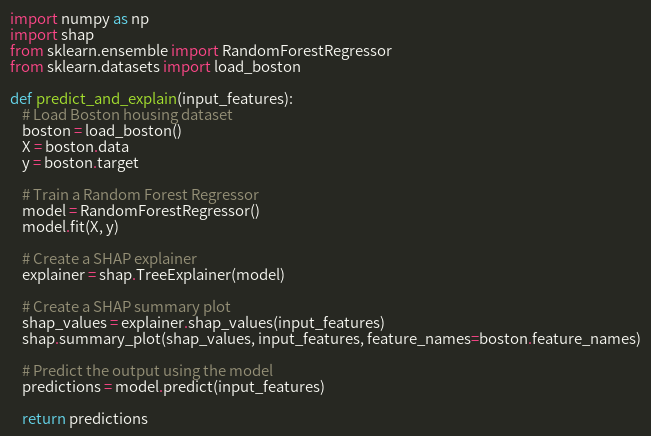 import numpy as np
import shap
from sklearn.ensemble import RandomForestRegressor
from sklearn.datasets import load_boston
def predict_and_explain(input_features):
# Load Boston housing dataset
boston = load_boston()
X = boston.data
y = boston.target
# Train a Random Forest Regressor
model = RandomForestRegressor()
model.fit(X, y)
# Create a SHAP explainer
explainer = shap.TreeExplainer(model)
# Create a SHAP summary plot
shap_values = explainer.shap_values(input_features)
shap.summary_plot(shap_values, input_features, feature_names=boston.feature_names)
# Predict the output using the model
predictions = model.predict(input_features)
return predictions